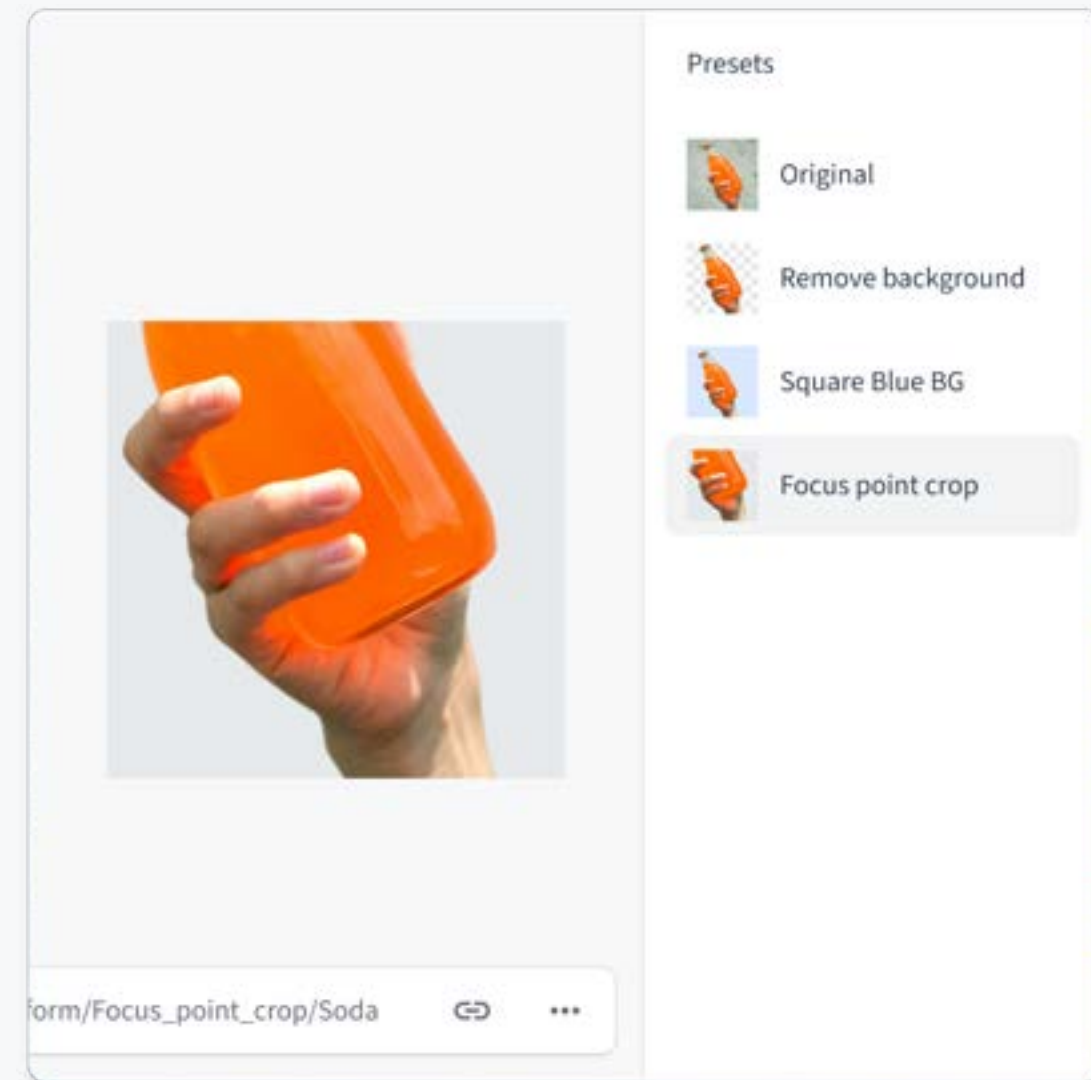 Presets
Original
Remove background
Square Blue BG
Focus point crop
form/Focus_point_crop/Soda